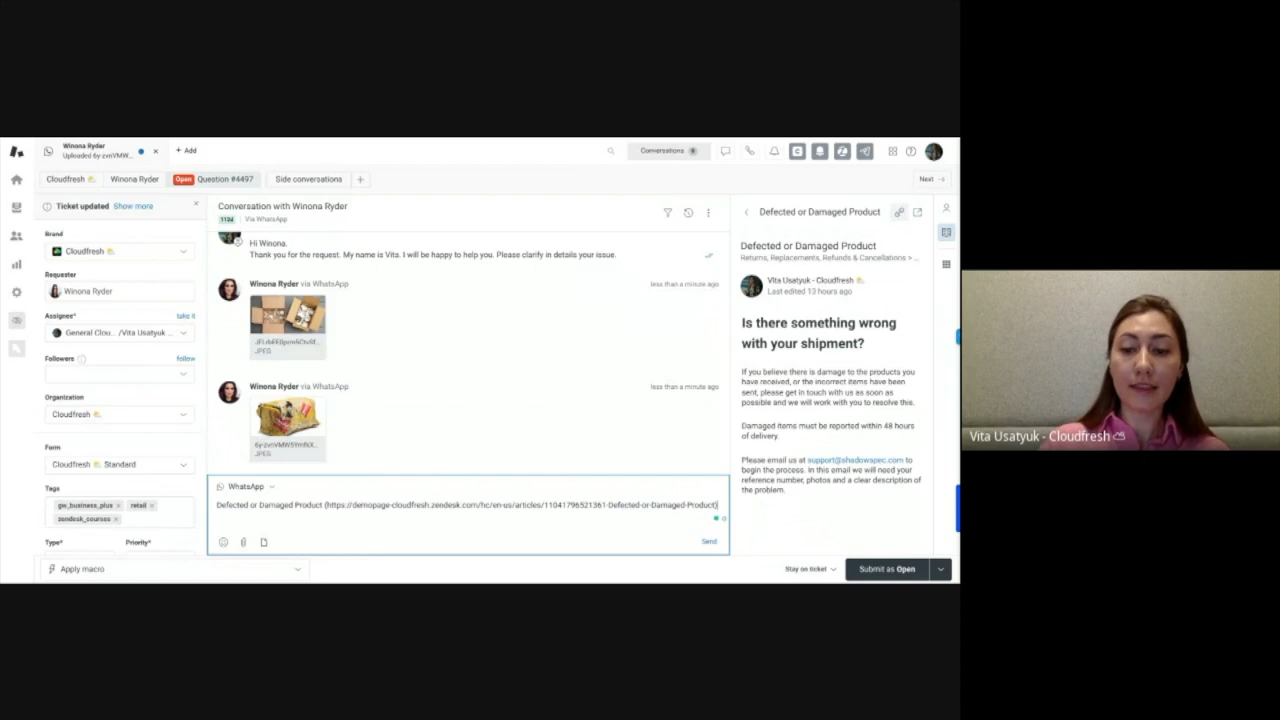 Winona Ryder
Uploaded 6y-zvnVMW...
+ Add
Conversations
Cloudfresh
Winona Ryder
Open Question #4497
Side conversations
Next
Ticket updated Show more
Brand
Cloudfresh
Requester
Winona Ryder
Assignee*
take it
General Clou... /Vita Usatyuk ...
Followers
follow
Organization
Cloudfresh
Form
Cloudfresh Standard
Tags
gw_business_plus
retail
zendesk_courses
Type*
Priority*
Apply macro
Conversation with Winona Ryder
Via WhatsApp
Hi Winona.
Thank you for the request. My name is Vita. I will be happy to help you. Please clarify in details your issue.
Winona Ryder via WhatsApp
less than a minute ago
JPEG
Winona Ryder via WhatsApp
less than a minute ago
JPEG
WhatsApp
Defected or Damaged Product (https://demopage-cloudfresh.zendesk.com/hc/en-us/articles/11041796521361-Defected-or-Damaged-Product)
Send
Defected or Damaged Product
Defected or Damaged Product
Returns, Replacements, Refunds & Cancellations > ...
Vita Usatyuk - Cloudfresh
Last edited 13 hours ago
Is there something wrong
with your shipment?
If you believe there is damage to the products you
have received, or the incorrect items have been
sent, please get in touch with us as soon as
possible and we will work with you to resolve this.
Damaged items must be reported within 48 hours
of delivery.
Please email us at support@shadowspec.com to
begin the process. In this email we will need your
reference number, photos and a clear description of
the problem.
Stay on ticket
Submit as Open
Vita Usatyuk - Cloudfresh